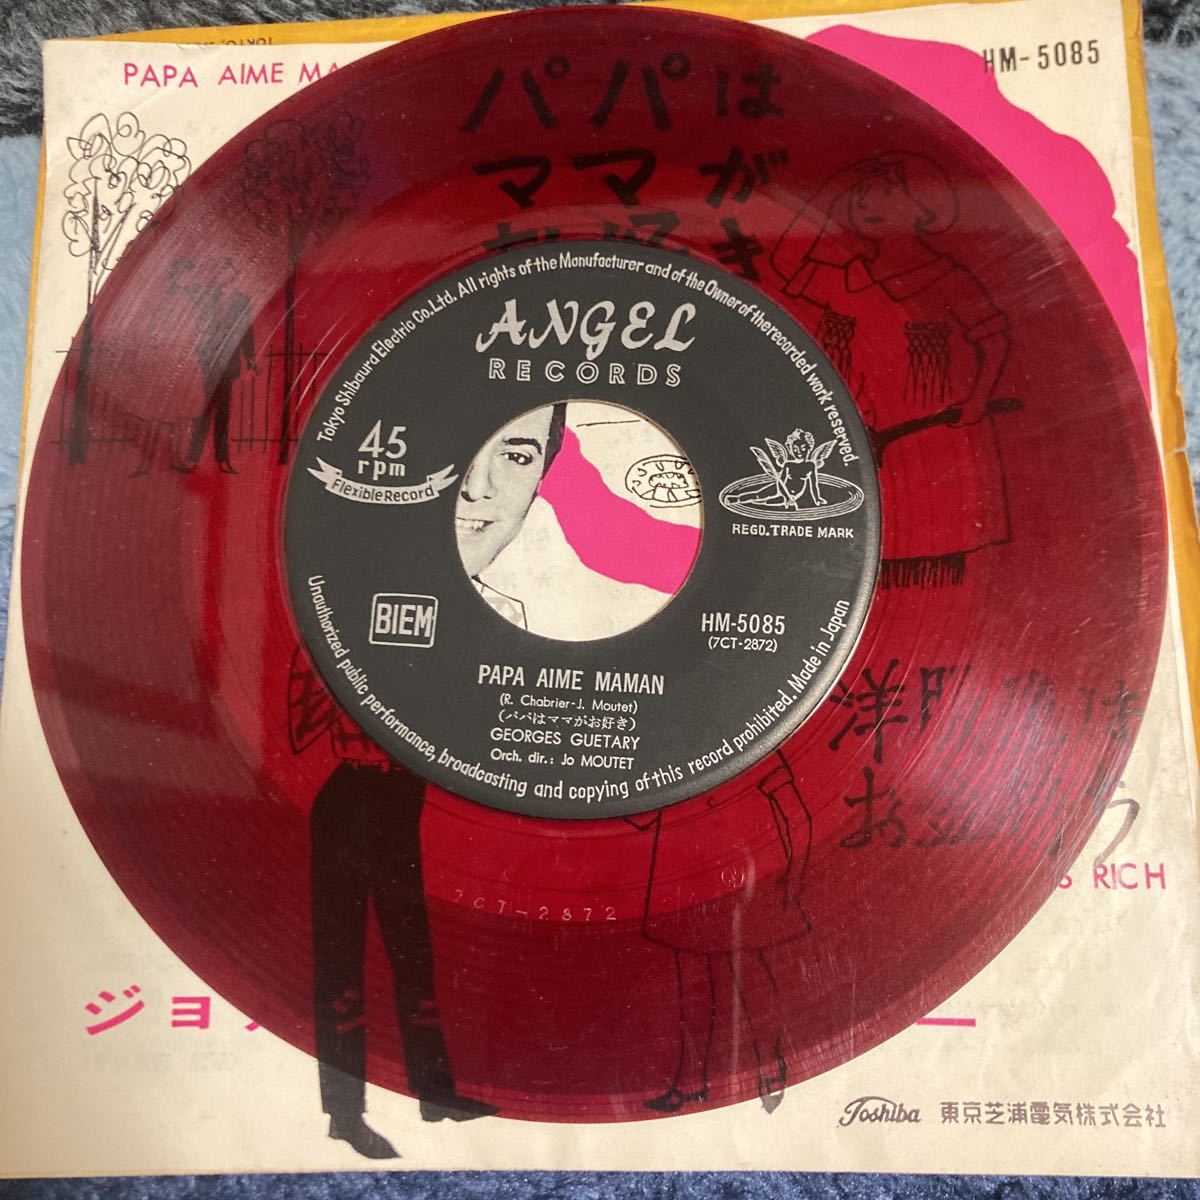 PAPA AIME
HM-5085
パパは
ママが
お好き
Tokyo Shibaura Electric Co.Ltd. All rights of the Manufacturer and of the Owner of the recorded work reserved.
ANGEL
RECORDS
45
rpm
Flexible Record
REGD. TRADE MARK
BIEM
HM-5085
(7CT-2872)
PAPA AIME MAMAN
(R. Chabrier-J. Moutet)
(パパはママがお好き)
GEORGES GUETARY
Orch. dir.: Jo MOUTET
Unauthorized public performance, broadcasting and copying of this record prohibited. Made in Japan
RICH
7CT-2872
Toshiba 東京芝浦電気株式会社